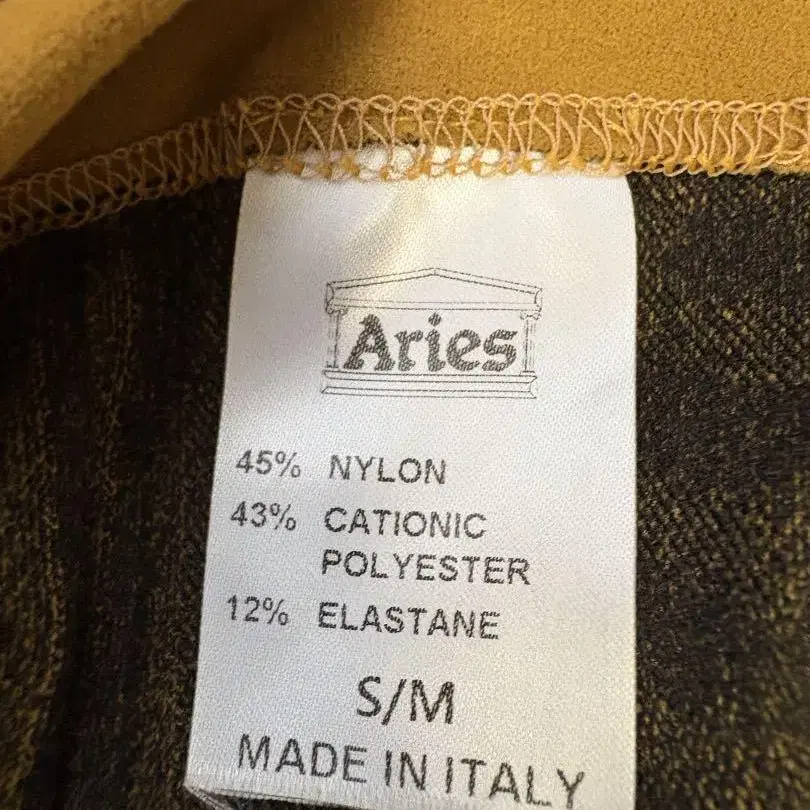 Aries
45% NYLON
43% CATIONIC
POLYESTER
12% ELASTANE
S/M
MADE IN ITALY